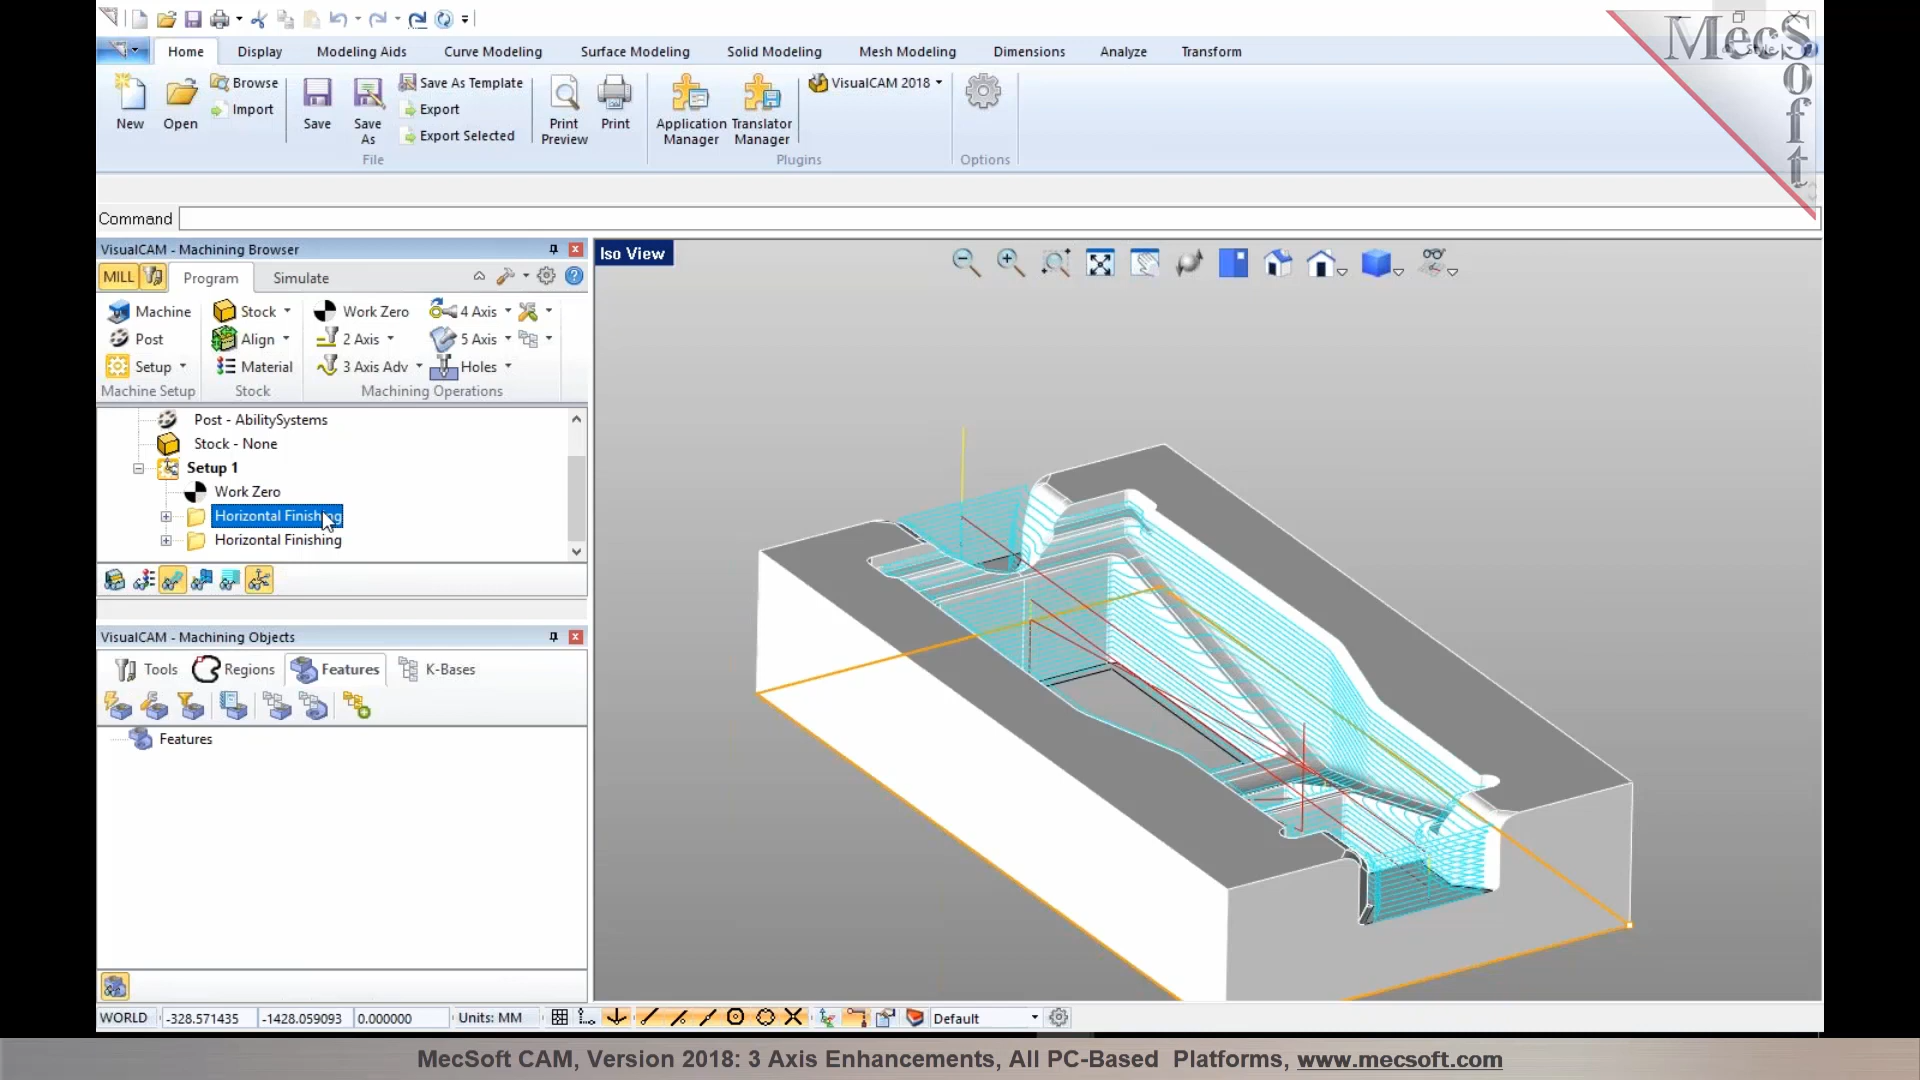 Home Display Modeling Aids Curve Modeling Surface Modeling Solid Modeling Mesh Modeling Dimensions Analyze Transform
MecSoft
New Open Browse Import Save Save As Save As Template Export Export Selected Print Preview Print Application Manager Translator Manager VisualCAM 2018
File Plugins Options
Command
VisualCAM - Machining Browser
Iso View
MILL Program Simulate
Machine Stock Work Zero 4 Axis
Post Align 2 Axis 5 Axis
Setup Material 3 Axis Adv Holes
Machine Setup Stock Machining Operations
Post - AbilitySystems
Stock - None
Setup 1
Work Zero
Horizontal Finishing
Horizontal Finishing
VisualCAM - Machining Objects
Tools Regions Features K-Bases
Features
WORLD -328.571435 -1428.059093 0.000000 Units: MM Default
MecSoft CAM, Version 2018: 3 Axis Enhancements, All PC-Based Platforms, www.mecsoft.com